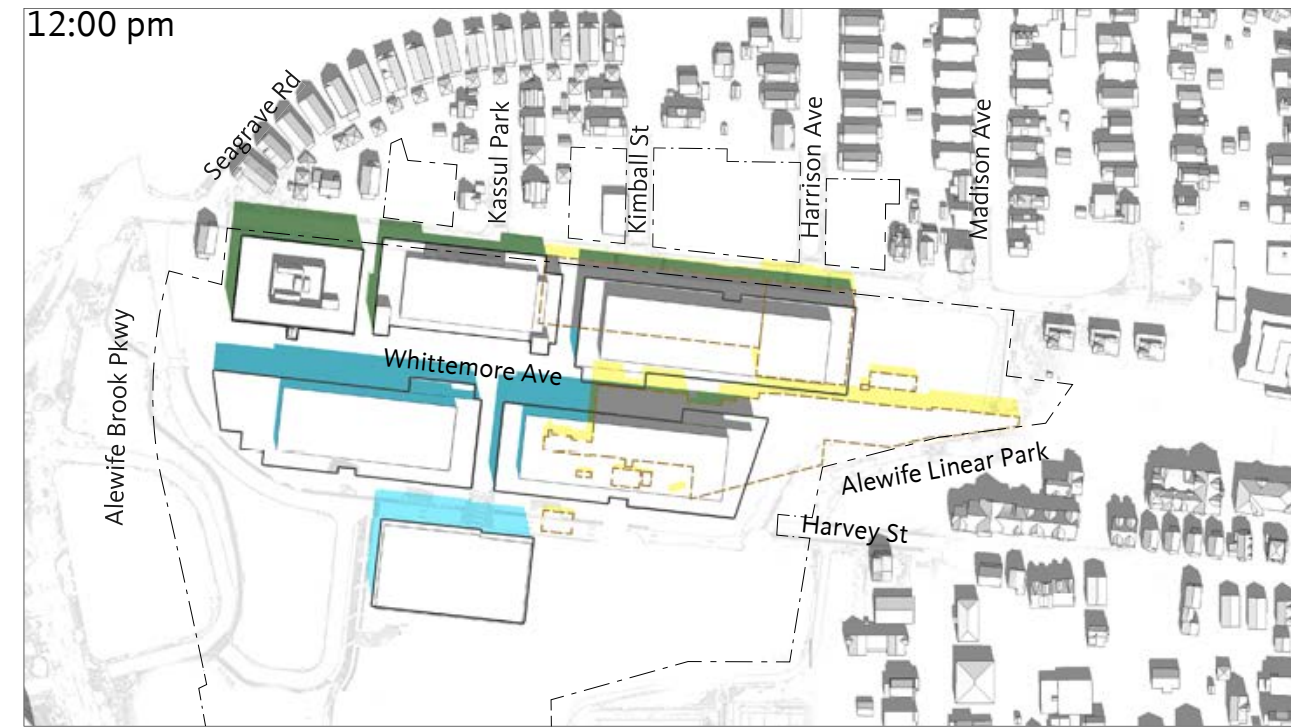 12:00 pm
Seagrave Rd
Kassul Park
Kimball St
Harrison Ave
Madison Ave
Alewife Brook Pkwy
Whittemore Ave
Alewife Linear Park
Harvey St